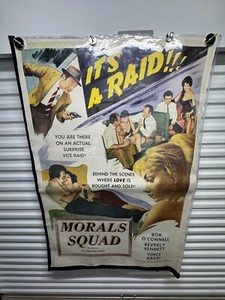 IT'S
A RAID!!!
YOU ARE THERE
ON AN ACTUAL
SURPRISE
VICE RAID!
BEHIND THE SCENES
WHERE LOVE IS
BOUGHT AND SOLD!
MORALS
SQUAD
BOB
O'CONNELL
BEVERLY
BENNETT
VINCE
BARBI